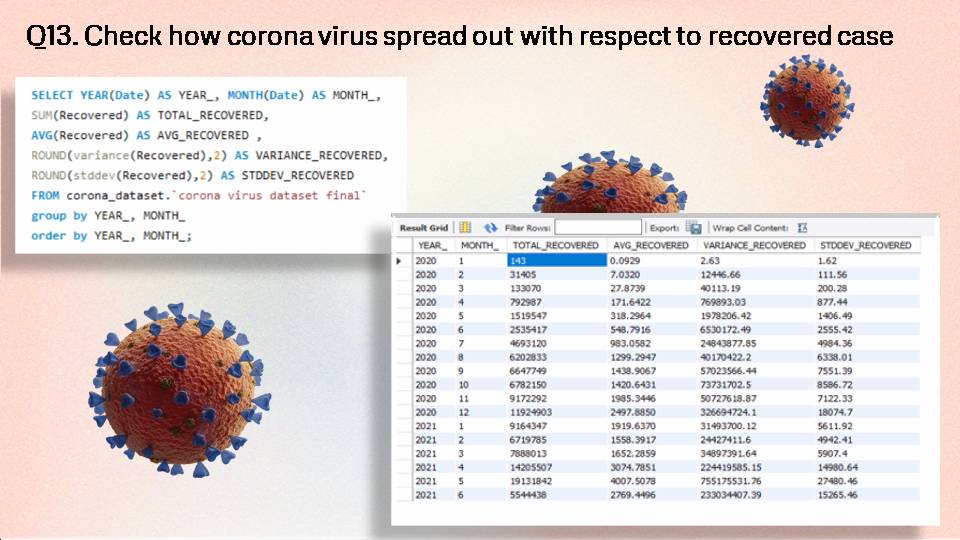 Q13. Check how corona virus spread out with respect to recovered case
SELECT YEAR(Date) AS YEAR_, MONTH(Date) AS MONTH_,
SUM(Recovered) AS TOTAL_RECOVERED,
AVG(Recovered) AS AVG_RECOVERED ,
ROUND(variance(Recovered),2) AS VARIANCE_RECOVERED,
ROUND(stddev(Recovered),2) AS STDDEV_RECOVERED
FROM corona_dataset.`corona virus dataset final`
group by YEAR_, MONTH_
order by YEAR_, MONTH_;
Result Grid Filter Rows: Export: Wrap Cell Content:
YEAR_ MONTH_ TOTAL_RECOVERED AVG_RECOVERED VARIANCE_RECOVERED STDDEV_RECOVERED
2020 1 143 0.0929 2.63 1.62
2020 2 31405 7.0320 12446.66 111.56
2020 3 133070 27.8739 40113.19 200.28
2020 4 792987 171.6422 769893.03 877.44
2020 5 1519547 318.2964 1978206.42 1406.49
2020 6 2535417 548.7916 6530172.49 2555.42
2020 7 4693120 983.0582 24843877.85 4984.36
2020 8 6202833 1299.2947 40170422.2 6338.01
2020 9 6647749 1438.9067 57023566.44 7551.39
2020 10 6782150 1420.6431 73731702.5 8586.72
2020 11 9172292 1985.3446 50727618.87 7122.33
2020 12 11924903 2497.8850 326694724.1 18074.7
2021 1 9164347 1919.6370 31493700.12 5611.92
2021 2 6719785 1558.3917 24427411.6 4942.41
2021 3 7888013 1652.2859 34897391.64 5907.4
2021 4 14205507 3074.7851 224419585.15 14980.64
2021 5 19131842 4007.5078 755175531.76 27480.46
2021 6 5544438 2769.4496 233034407.39 15265.46